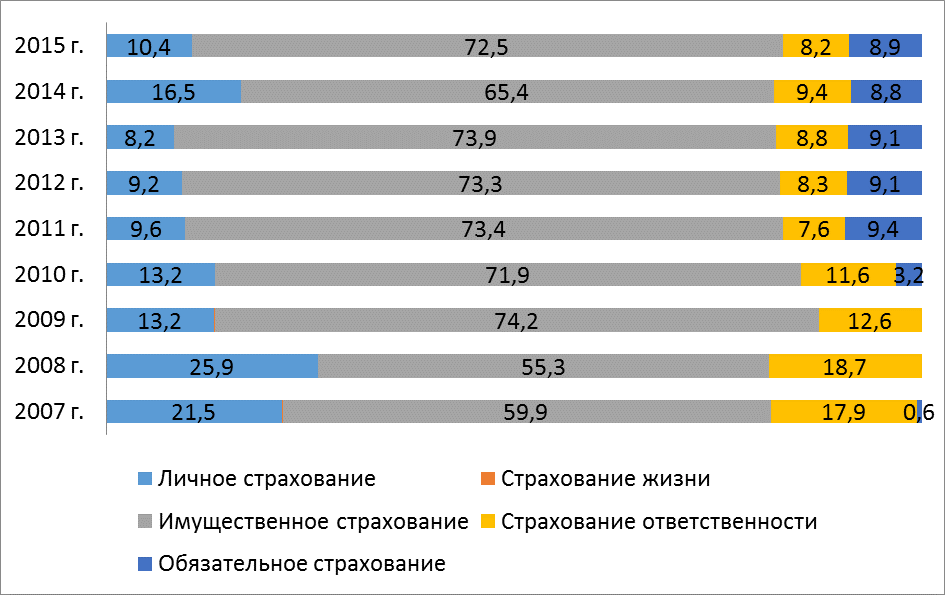 2015 г. 10,4 72,5 8,2 8,9
2014 г. 16,5 65,4 9,4 8,8
2013 г. 8,2 73,9 8,8 9,1
2012 г. 9,2 73,3 8,3 9,1
2011 г. 9,6 73,4 7,6 9,4
2010 г. 13,2 71,9 11,6 3,2
2009 г. 13,2 74,2 12,6
2008 г. 25,9 55,3 18,7
2007 г. 21,5 59,9 17,9 0,6
Личное страхование Страхование жизни
Имущественное страхование Страхование ответственности
Обязательное страхование